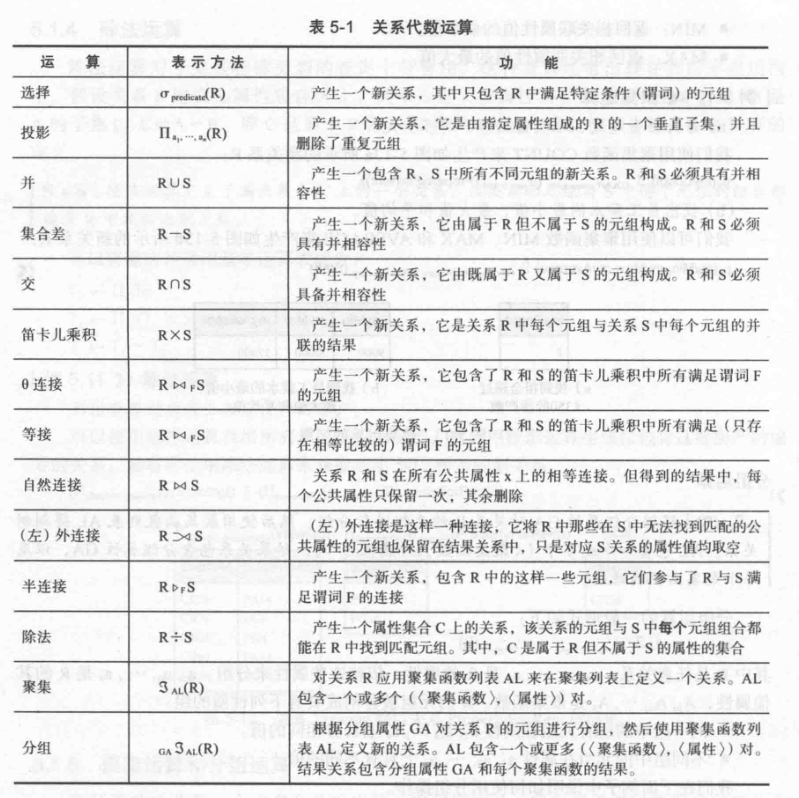 表 5-1 关系代数运算
运 算 表 示 方 法 功 能
选择 σ predicate(R) 产生一个新关系，其中只包含 R 中满足特定条件（谓词）的元组
投影 Π a₁,…,aₙ(R) 产生一个新关系，它是由指定属性组成的 R 的一个垂直子集，并且
删除了重复元组
并 R∪S 产生一个包含 R、S 中所有不同元组的新关系。R 和 S 必须具有并相
容性
集合差 R－S 产生一个新关系，它由属于 R 但不属于 S 的元组构成。R 和 S 必须
具有并相容性
交 R∩S 产生一个新关系，它由既属于 R 又属于 S 的元组构成。R 和 S 必须
具备并相容性
笛卡儿乘积 R×S 产生一个新关系，它是关系 R 中每个元组与关系 S 中每个元组的并
联的结果
θ 连接 R⋈FS 产生一个新关系，它包含了 R 和 S 的笛卡儿乘积中所有满足谓词 F
的元组
等接 R⋈FS 产生一个新关系，它包含了 R 和 S 的笛卡儿乘积中所有满足（只存
在相等比较的）谓词 F 的元组
自然连接 R⋈S 关系 R 和 S 在所有公共属性 x 上的相等连接。但得到的结果中，每
个公共属性只保留一次，其余删除
（左）外连接 R⟕S （左）外连接是这样一种连接，它将 R 中那些在 S 中无法找到匹配的公
共属性的元组也保留在结果关系中，只是对应 S 关系的属性值均取空
半连接 R▷FS 产生一个新关系，包含 R 中的这样一些元组，它们参与了 R 与 S 满
足谓词 F 的连接
除法 R÷S 产生一个属性集合 C 上的关系，该关系的元组与 S 中每个元组组合都
能在 R 中找到匹配元组。其中，C 是属于 R 但不属于 S 的属性的集合
聚集 ℑAL(R) 对关系 R 应用聚集函数列表 AL 来在聚集列表上定义一个关系。AL
包含一个或多个（〈聚集函数〉，〈属性〉）对。
分组 GAℑAL(R) 根据分组属性 GA 对关系 R 的元组进行分组，然后使用聚集函数列
表 AL 定义新的关系。AL 包含一个或更多（〈聚集函数〉，〈属性〉）对。
结果关系包含分组属性 GA 和每个聚集函数的结果。